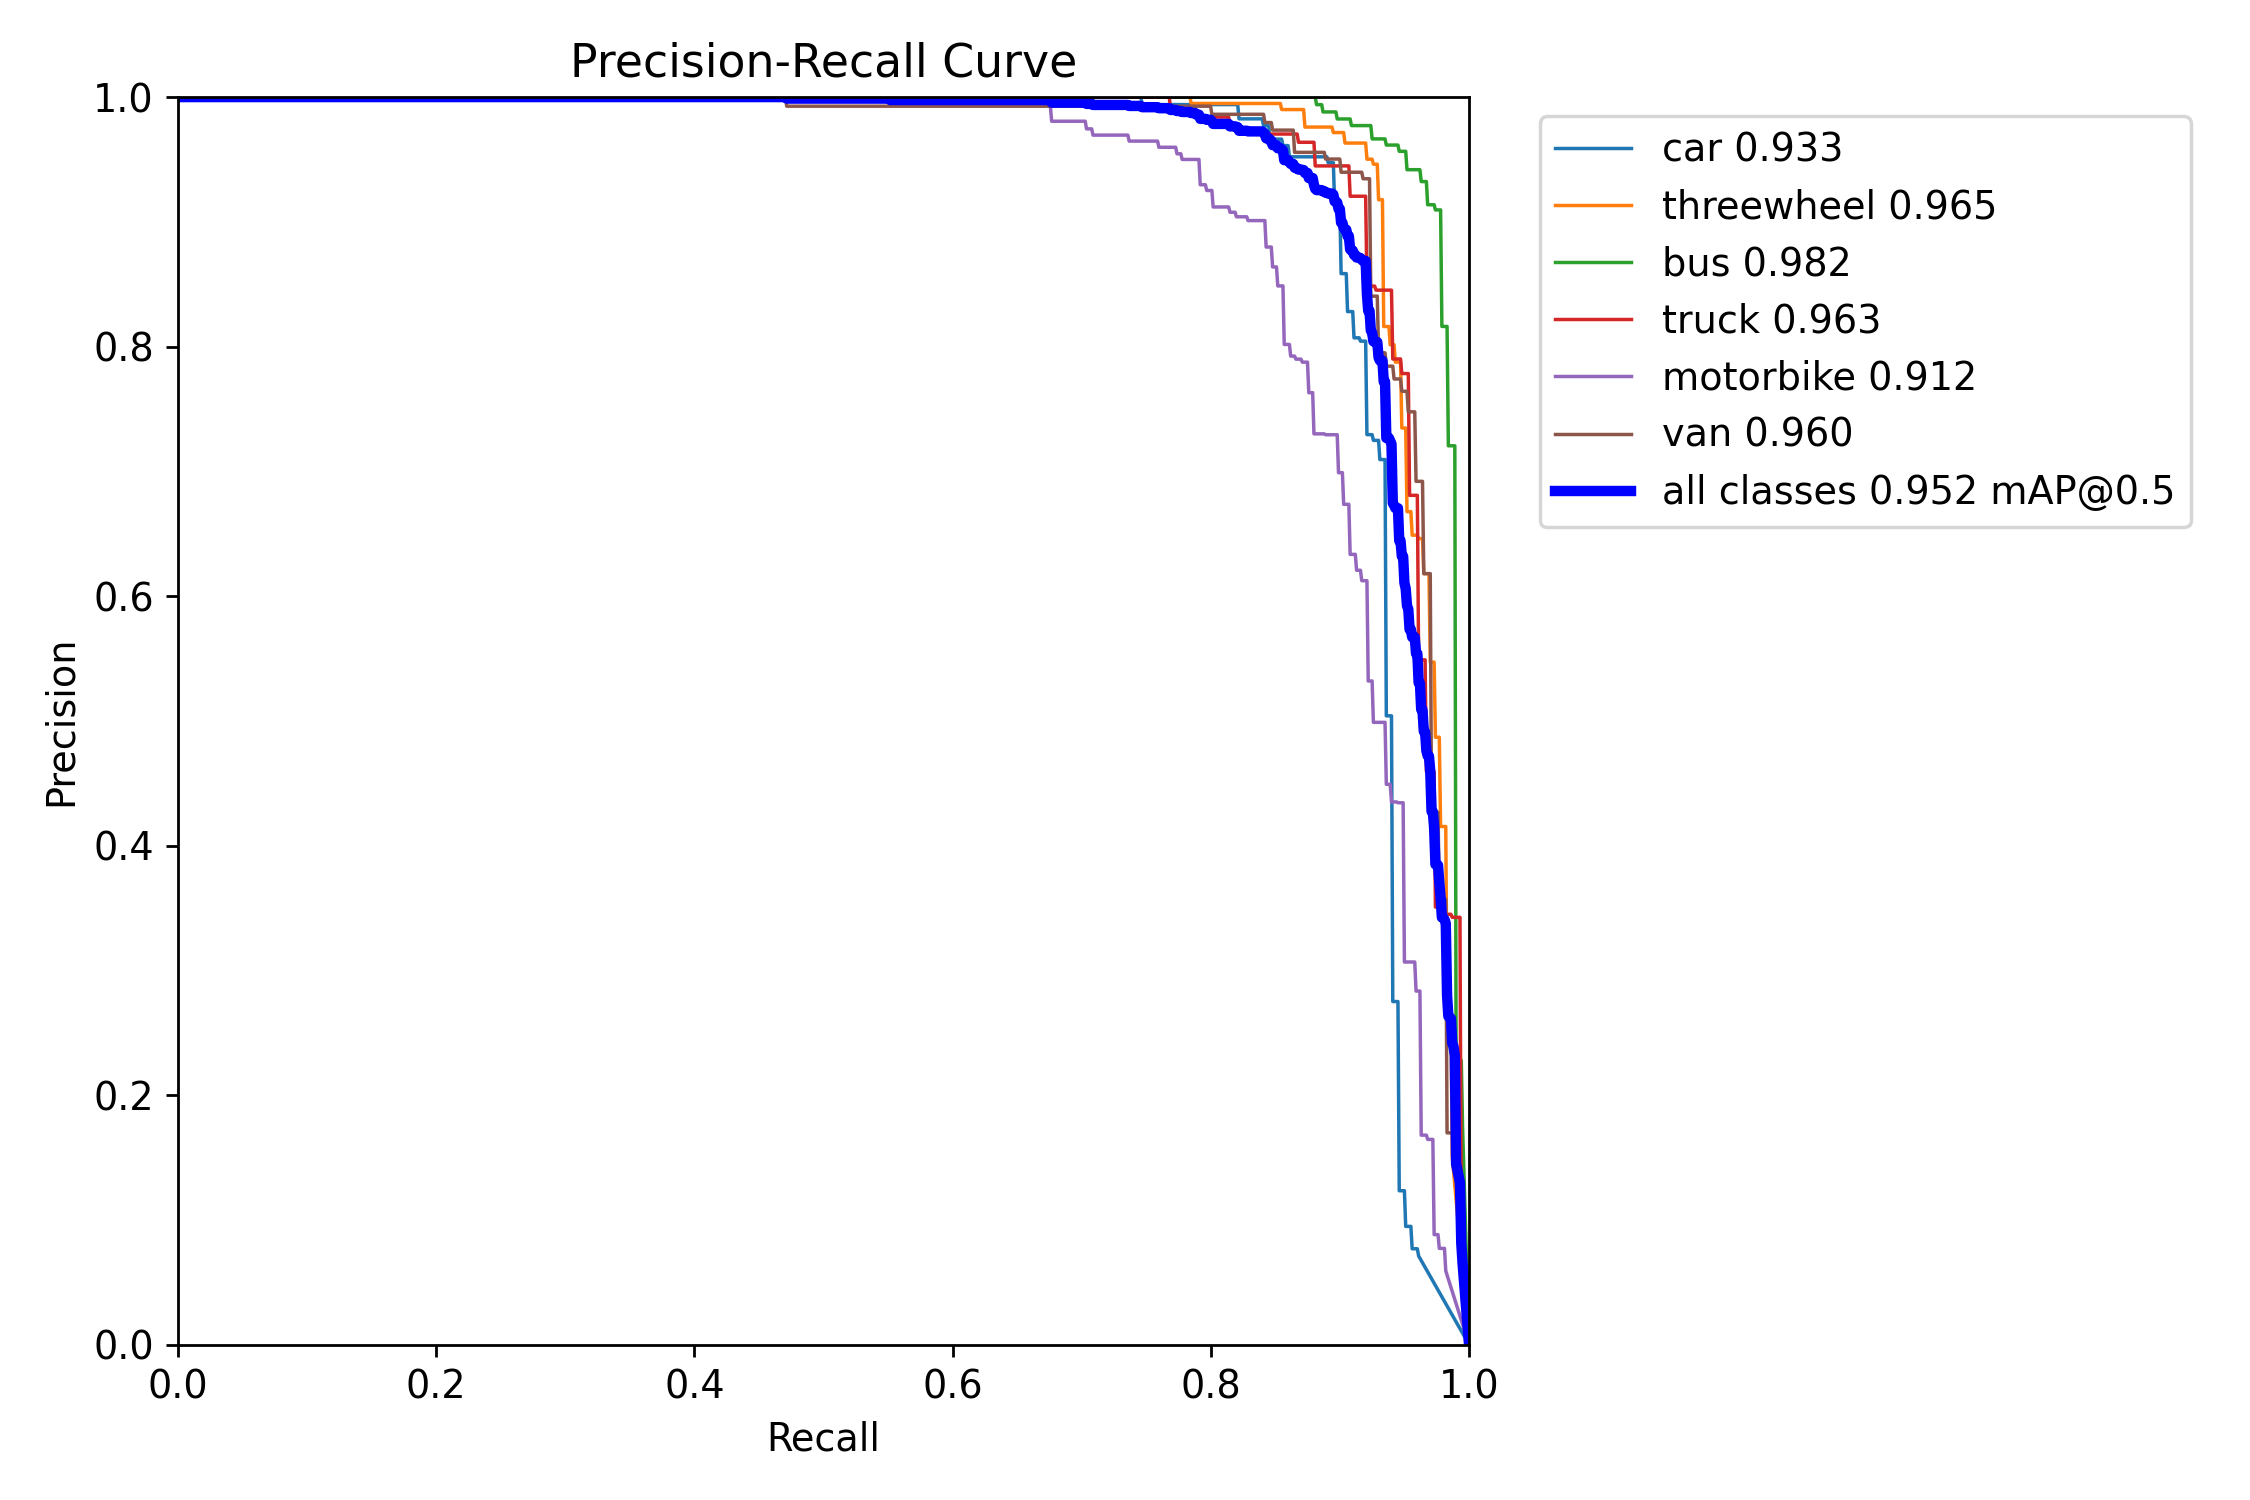 Precision-Recall Curve
1.0
0.8
0.6
0.4
0.2
0.0
Precision
0.0 0.2 0.4 0.6 0.8 1.0
Recall
car 0.933
threewheel 0.965
bus 0.982
truck 0.963
motorbike 0.912
van 0.960
all classes 0.952 mAP@0.5